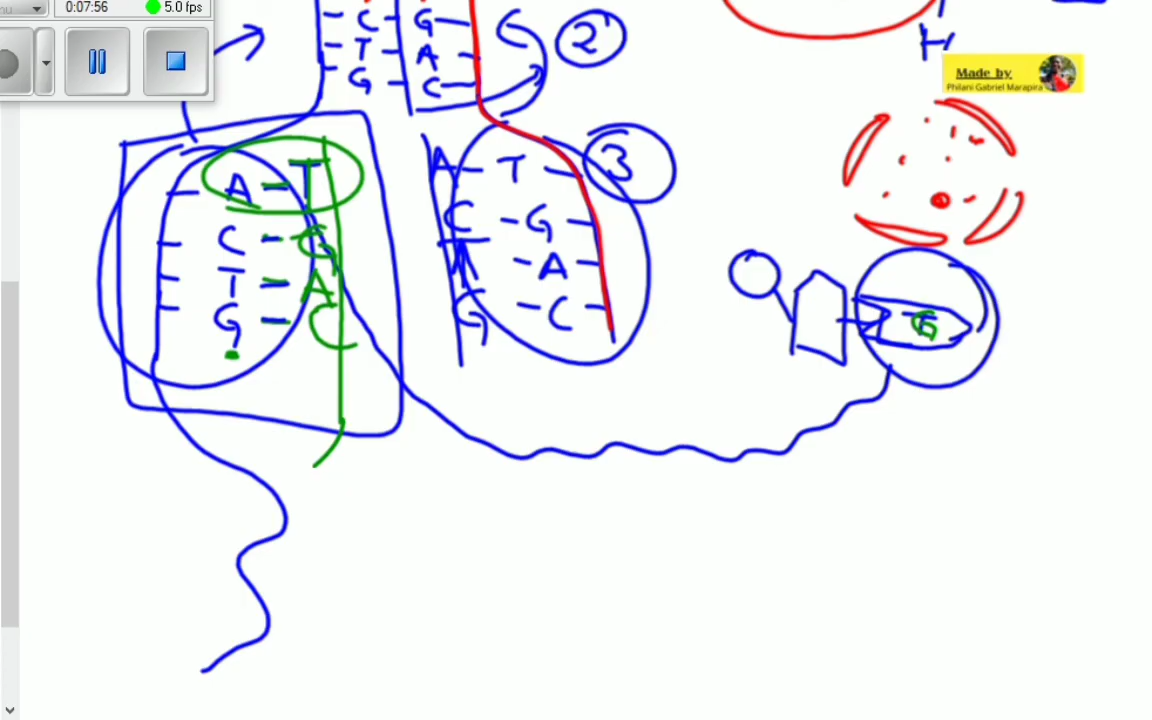 0:07:56 5.0 fps
C G
T A
G C
2
H
Made by
Philani Gabriel Marapira
3
A T
C G
T A
G C
A T
C G
A
G C
G